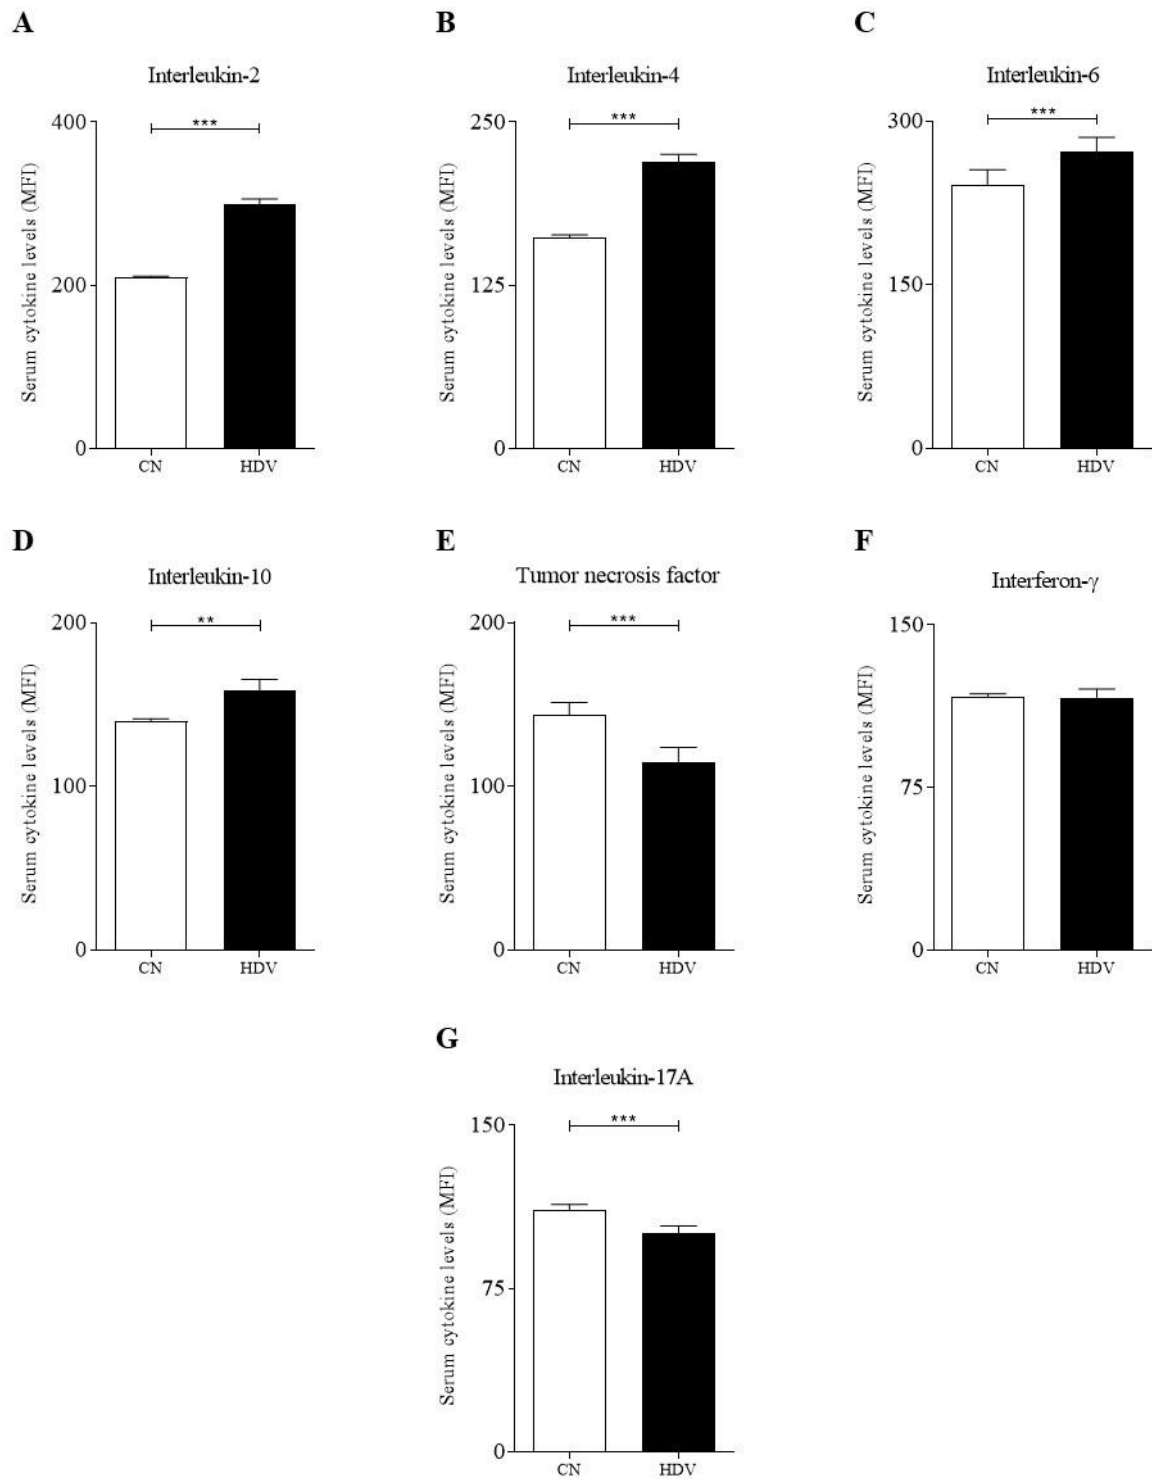 A
Interleukin-2
Serum cytokine levels (MFI)
400
***
200
0
CN
HDV
B
Interleukin-4
Serum cytokine levels (MFI)
250
***
125
0
CN
HDV
C
Interleukin-6
Serum cytokine levels (MFI)
300
***
150
0
CN
HDV
D
Interleukin-10
Serum cytokine levels (MFI)
200
**
100
0
CN
HDV
E
Tumor necrosis factor
Serum cytokine levels (MFI)
200
***
100
0
CN
HDV
F
Interferon-γ
Serum cytokine levels (MFI)
150
75
0
CN
HDV
G
Interleukin-17A
Serum cytokine levels (MFI)
150
***
75
0
CN
HDV